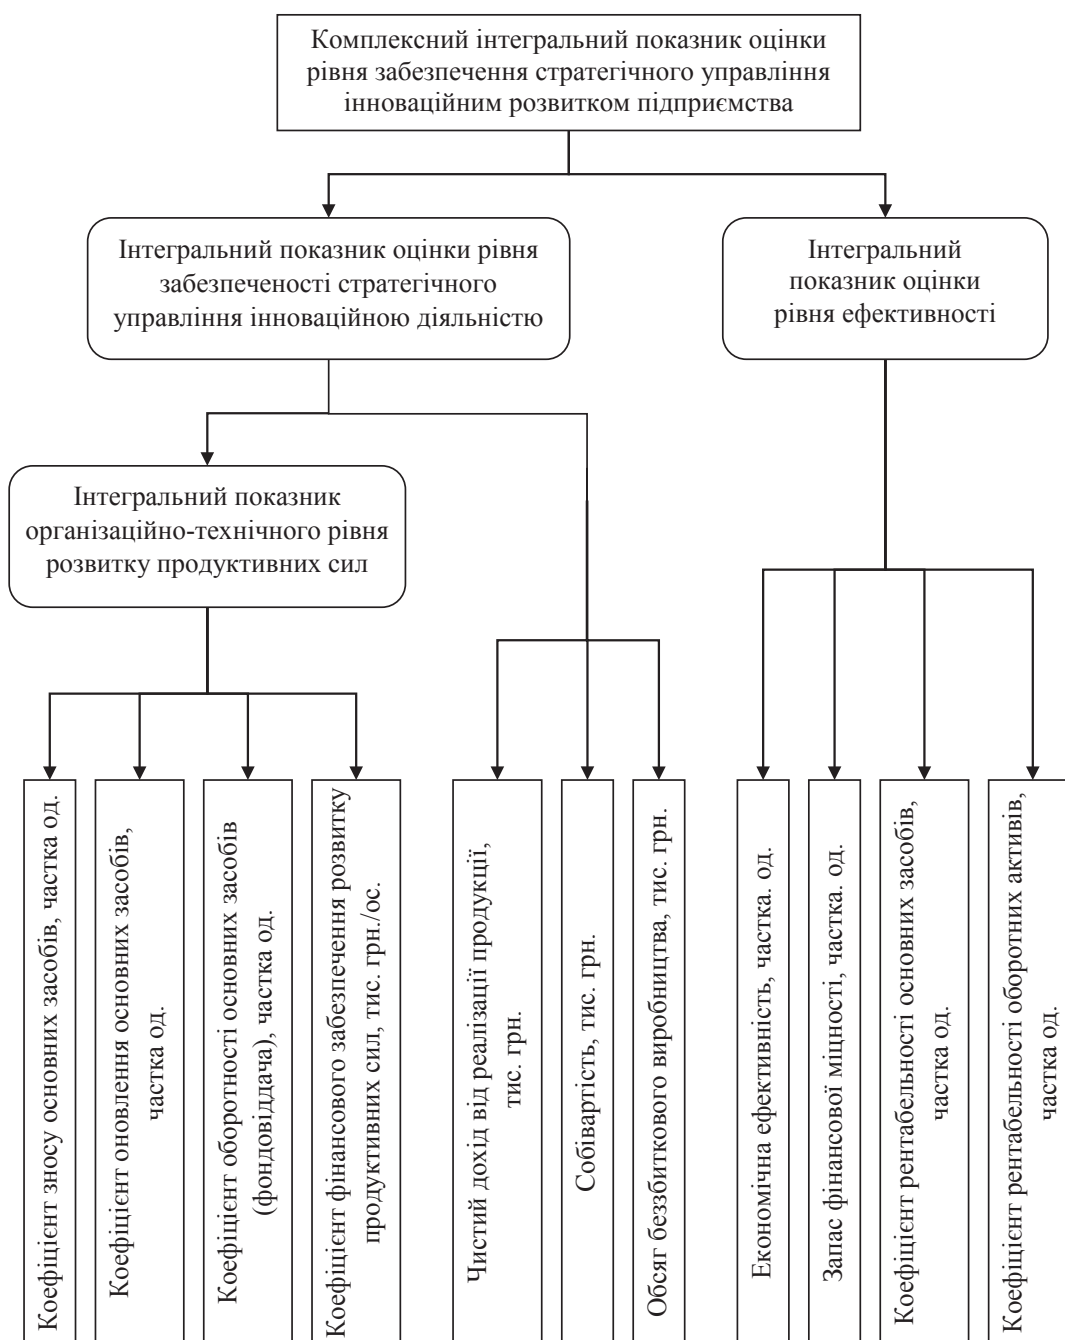 Комплексний інтегральний показник оцінки
рівня забезпечення стратегічного управління
інноваційним розвитком підприємства
Інтегральний показник оцінки рівня
забезпеченості стратегічного
управління інноваційною діяльністю
Інтегральний
показник оцінки
рівня ефективності
Інтегральний показник
організаційно-технічного рівня
розвитку продуктивних сил
Коефіцієнт зносу основних засобів, частка од.
Коефіцієнт оновлення основних засобів,
частка од.
Коефіцієнт оборотності основних засобів
(фондовіддача), частка од.
Коефіцієнт фінансового забезпечення розвитку
продуктивних сил, тис. грн./ос.
Чистий дохід від реалізації продукції,
тис. грн.
Собівартість, тис. грн.
Обсяг беззбиткового виробництва, тис. грн.
Економічна ефективність, частка. од.
Запас фінансової міцності, частка. од.
Коефіцієнт рентабельності основних засобів,
частка од.
Коефіцієнт рентабельності оборотних активів,
частка од.